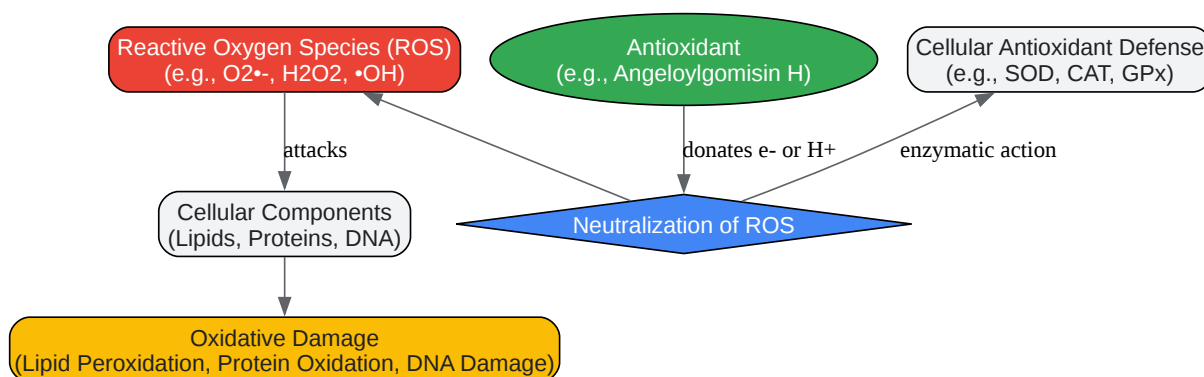 Reactive Oxygen Species (ROS)
(e.g., O2•-, H2O2, •OH)
Antioxidant
(e.g., Angeloylgomisin H)
Cellular Antioxidant Defense
(e.g., SOD, CAT, GPx)
attacks
donates e- or H+
enzymatic action
Cellular Components
(Lipids, Proteins, DNA)
Neutralization of ROS
Oxidative Damage
(Lipid Peroxidation, Protein Oxidation, DNA Damage)